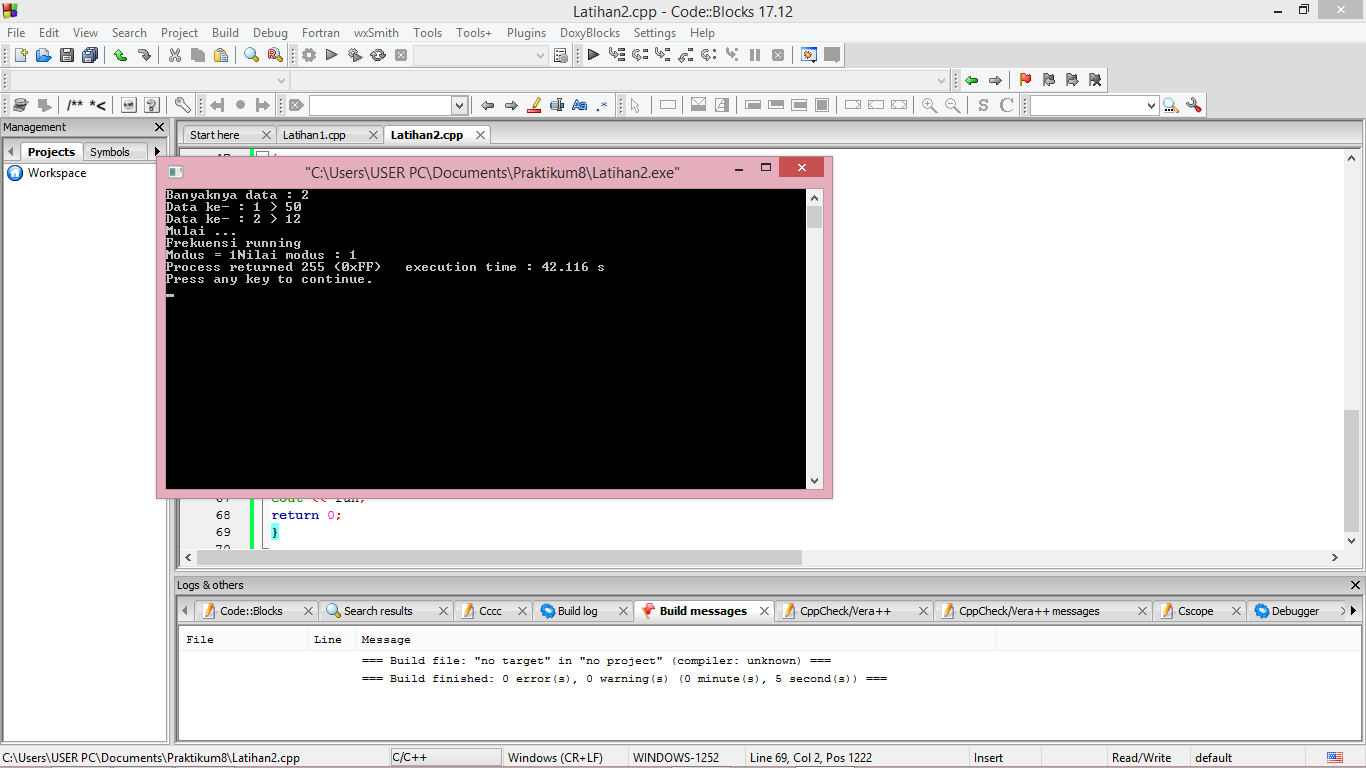 Latihan2.cpp - Code::Blocks 17.12
File Edit View Search Project Build Debug Fortran wxSmith Tools Tools+ Plugins DoxyBlocks Settings Help
/** *<
Aa .*
S C
Management
Projects Symbols
Workspace
Start here Latihan1.cpp Latihan2.cpp
"C:\Users\USER PC\Documents\Praktikum8\Latihan2.exe"
Banyaknya data : 2
Data ke- : 1 > 50
Data ke- : 2 > 12
Mulai ...
Frekuensi running
Modus = 1Nilai modus : 1
Process returned 255 (0xFF) execution time : 42.116 s
Press any key to continue.
68 return 0;
69 }
Logs & others
Code::Blocks Search results Cccc Build log Build messages CppCheck/Vera++ CppCheck/Vera++ messages Cscope Debugger
File Line Message
=== Build file: "no target" in "no project" (compiler: unknown) ===
=== Build finished: 0 error(s), 0 warning(s) (0 minute(s), 5 second(s)) ===
C:\Users\USER PC\Documents\Praktikum8\Latihan2.cpp C/C++ Windows (CR+LF) WINDOWS-1252 Line 69, Col 2, Pos 1222 Insert Read/Write default